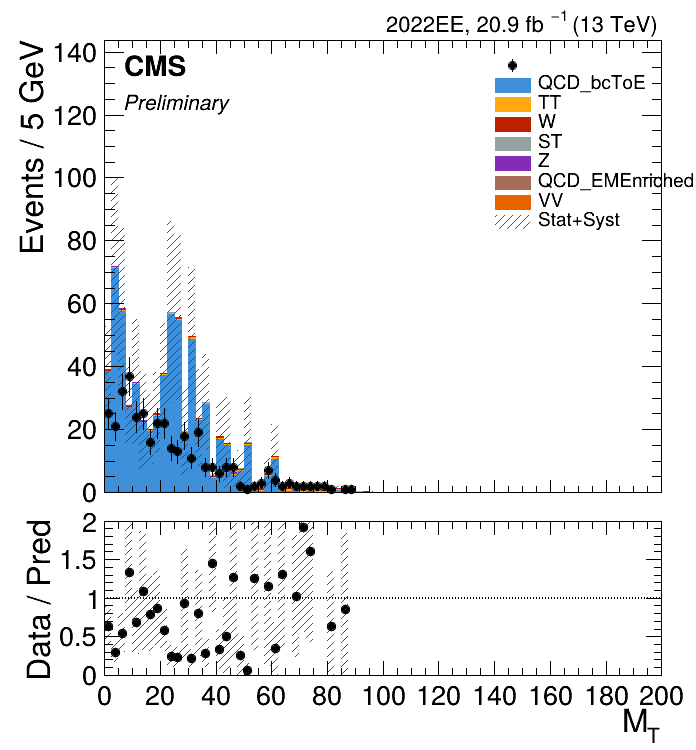 2022EE, 20.9 fb⁻¹ (13 TeV)
CMS
Preliminary
QCD_bcToE
TT
W
ST
Z
QCD_EMEnriched
VV
Stat+Syst
Events / 5 GeV
140
120
100
80
60
40
20
0
Data / Pred
2
1.5
1
0.5
0
0 20 40 60 80 100 120 140 160 180 200
M_T